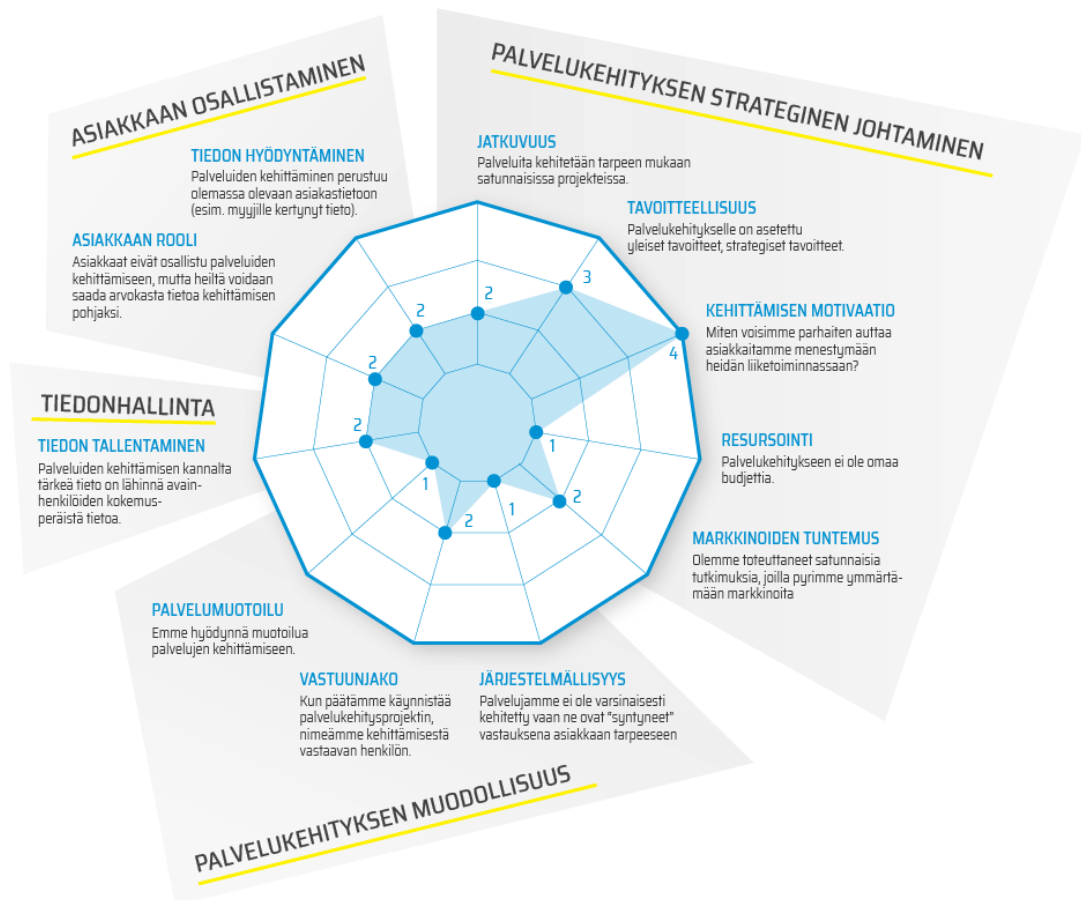 ASIAKKAAN OSALLISTAMINEN
TIEDON HYÖDYNTÄMINEN
Palveluiden kehittäminen perustuu
olemassa olevaan asiakastietoon
(esim. myyjille kertynyt tieto).
ASIAKKAAN ROOLI
Asiakkaat eivät osallistu palveluiden
kehittämiseen, mutta heiltä voidaan
saada arvokasta tietoa kehittämisen
pohjaksi.
PALVELUKEHITYKSEN STRATEGINEN JOHTAMINEN
JATKUVUUS
Palveluita kehitetään tarpeen mukaan
satunnaisissa projekteissa.
TAVOITTEELLISUUS
Palvelukehitykselle on asetettu
yleiset tavoitteet, strategiset tavoitteet.
KEHITTÄMISEN MOTIVAATIO
Miten voisimme parhaiten auttaa
asiakkaitamme menestymään
heidän liiketoiminnassaan?
RESURSOINTI
Palvelukehitykseen ei ole omaa
budjettia.
MARKKINOIDEN TUNTEMUS
Olemme toteuttaneet satunnaisia
tutkimuksia, joilla pyrimme ymmärtä-
mään markkinoita
2
3
4
1
2
1
2
1
2
2
2
TIEDONHALLINTA
TIEDON TALLENTAMINEN
Palveluiden kehittämisen kannalta
tärkeä tieto on lähinnä avain-
henkilöiden kokemus-
peräistä tietoa.
PALVELUMUOTOILU
Emme hyödynnä muotoilua
palvelujen kehittämiseen.
VASTUUNJAKO
Kun päätämme käynnistää
palvelukehitysprojektin,
nimeämme kehittämisestä
vastaavan henkilön.
JÄRJESTELMÄLLISYYS
Palvelujamme ei ole varsinaisesti
kehitetty vaan ne ovat "syntyneet"
vastauksena asiakkaan tarpeeseen
PALVELUKEHITYKSEN MUODOLLISUUS